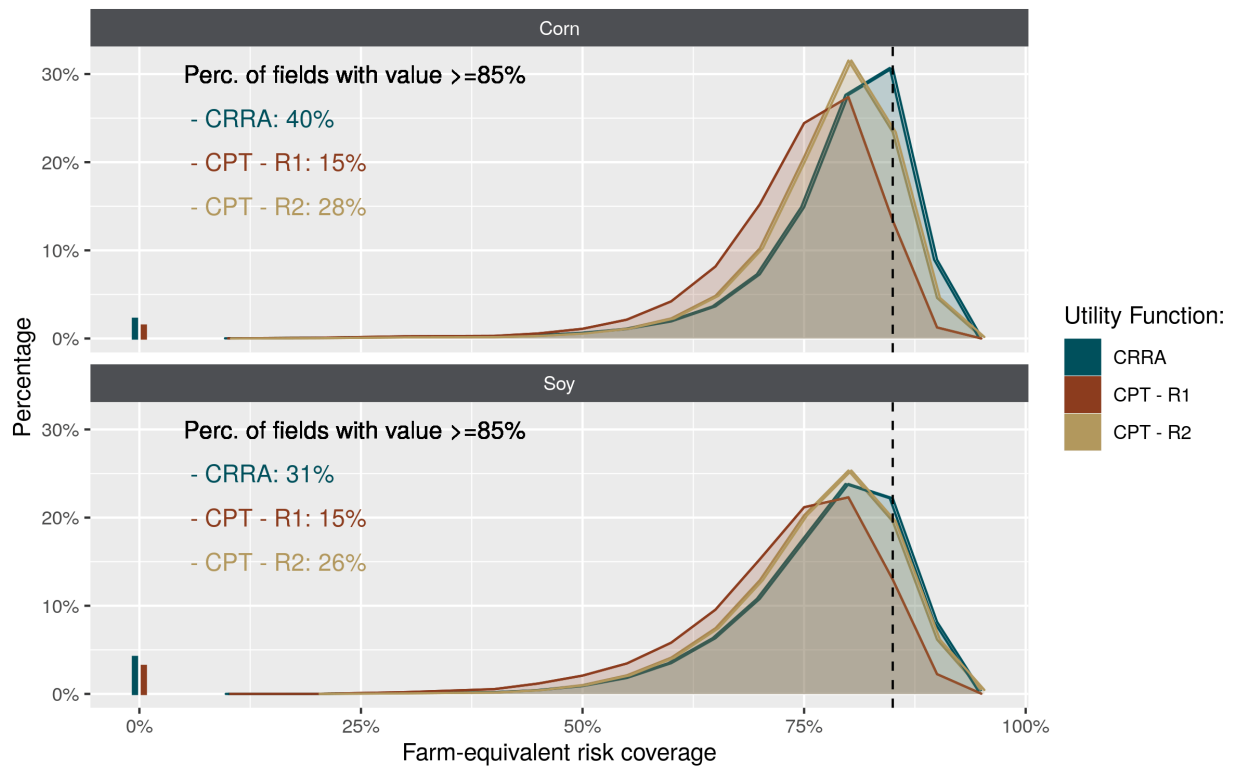 Corn
Perc. of fields with value >=85%
- CRRA: 40%
- CPT - R1: 15%
- CPT - R2: 28%
30%
20%
10%
0%
Soy
Perc. of fields with value >=85%
- CRRA: 31%
- CPT - R1: 15%
- CPT - R2: 26%
30%
20%
10%
0%
Percentage
0% 25% 50% 75% 100%
Farm-equivalent risk coverage
Utility Function:
CRRA
CPT - R1
CPT - R2